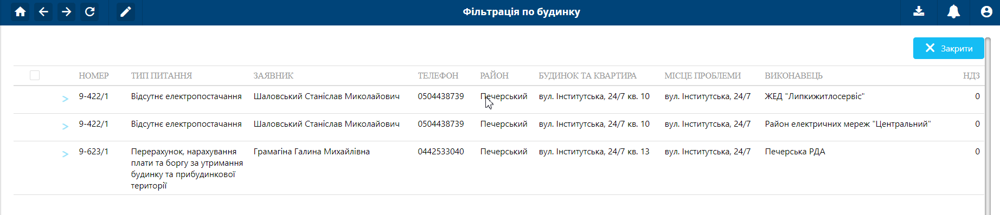 Фільтрація по будинку
Закрити
НОМЕР ТИП ПИТАННЯ ЗАЯВНИК ТЕЛЕФОН РАЙОН БУДИНОК ТА КВАРТИРА МІСЦЕ ПРОБЛЕМИ ВИКОНАВЕЦЬ НДЗ
9-422/1 Відсутнє електропостачання Шаловський Станіслав Миколайович 0504438739 Печерський вул. Інститутська, 24/7 кв. 10 вул. Інститутська, 24/7 ЖЕД "Липкижитлосервіс" 0
9-422/1 Відсутнє електропостачання Шаловський Станіслав Миколайович 0504438739 Печерський вул. Інститутська, 24/7 кв. 10 вул. Інститутська, 24/7 Район електричних мереж "Центральний" 0
9-623/1 Перерахунок, нарахування Грамагіна Галина Михайлівна 0442533040 Печерський вул. Інститутська, 24/7 кв. 13 вул. Інститутська, 24/7 Печерська РДА 0
плати та боргу за утримання
будинку та прибудинкової
території